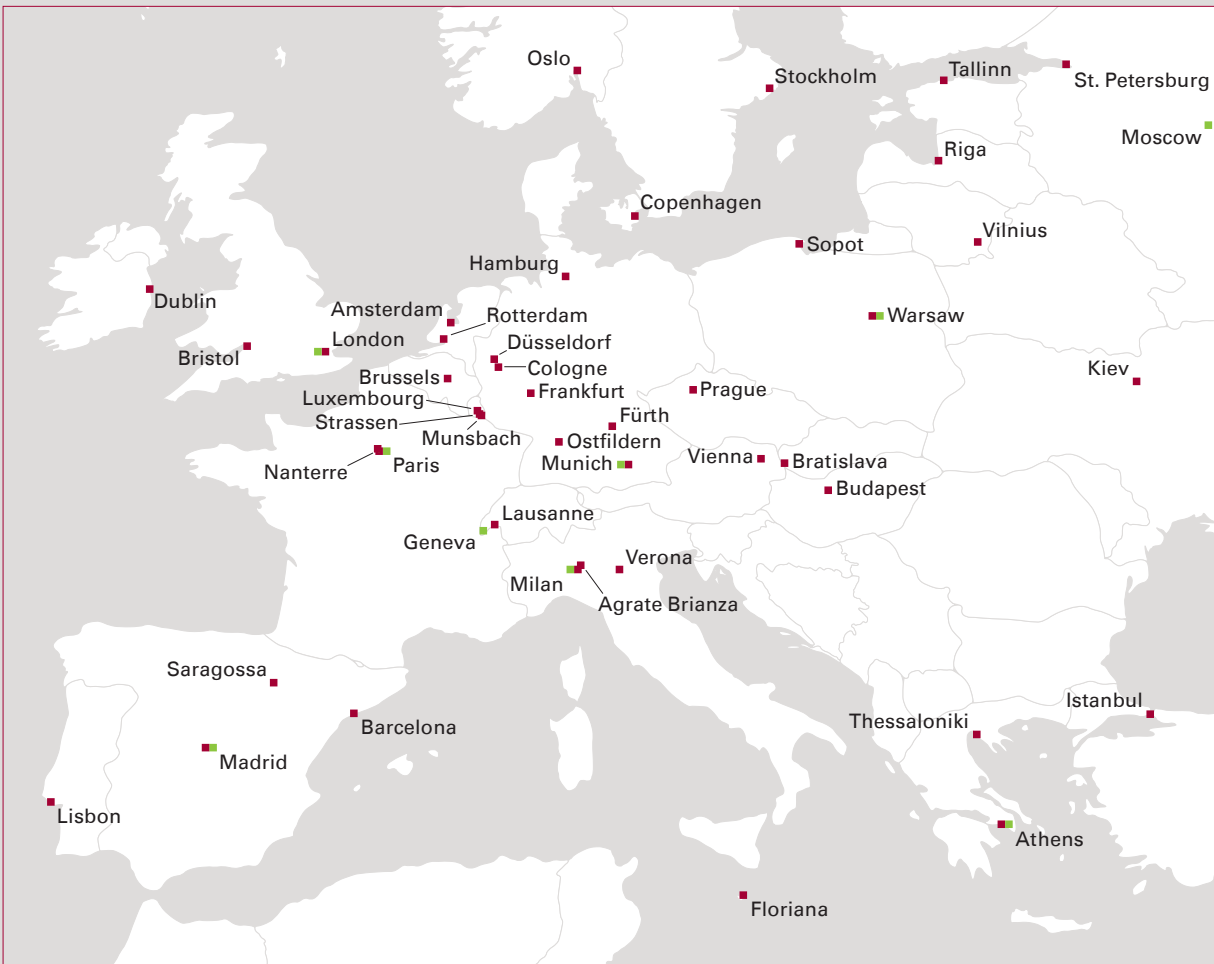 Oslo
Stockholm
Tallinn
St. Petersburg
Moscow
Riga
Copenhagen
Sopot
Vilnius
Hamburg
Dublin
Amsterdam
Rotterdam
Warsaw
London
Bristol
Düsseldorf
Cologne
Kiev
Brussels
Frankfurt
Prague
Luxembourg
Strassen
Fürth
Munsbach
Ostfildern
Nanterre
Paris
Munich
Vienna
Bratislava
Budapest
Lausanne
Geneva
Verona
Milan
Agrate Brianza
Saragossa
Istanbul
Barcelona
Thessaloniki
Madrid
Lisbon
Athens
Floriana